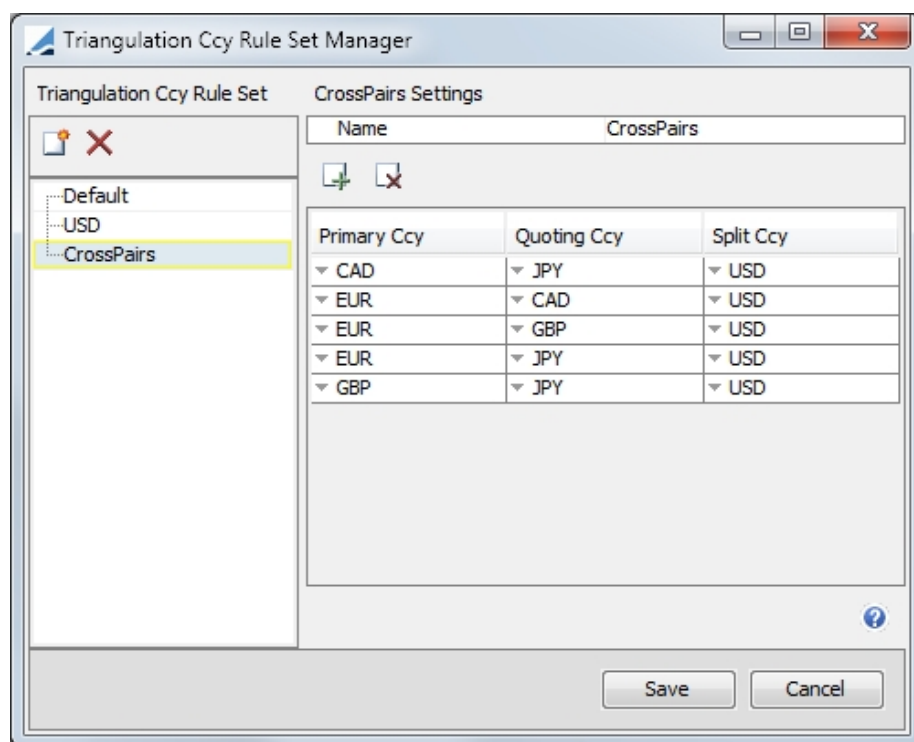 Triangulation Ccy Rule Set Manager
Triangulation Ccy Rule Set
CrossPairs Settings
Name CrossPairs
Default
USD
CrossPairs
Primary Ccy Quoting Ccy Split Ccy
CAD JPY USD
EUR CAD USD
EUR GBP USD
EUR JPY USD
GBP JPY USD
Save Cancel